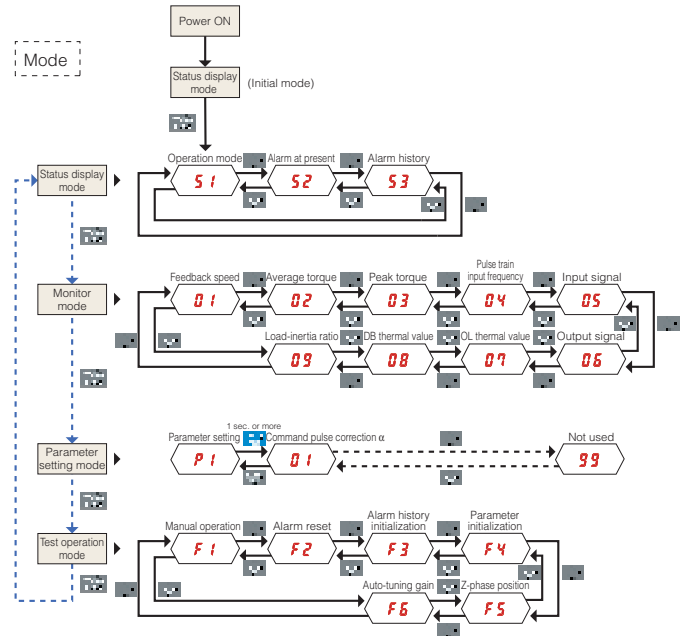 Power ON
Mode
Status display
mode
(Initial mode)
Operation mode
Alarm at present
Alarm history
Status display
mode
S1
S2
S3
Feedback speed
Average torque
Peak torque
Pulse train
input frequency
Input signal
Monitor
mode
01
02
03
04
05
Load-inertia ratio
DB thermal value
OL thermal value
Output signal
09
08
07
06
1 sec. or more
Parameter setting
Command pulse correction α
Not used
Parameter
setting mode
P1
01
99
Manual operation
Alarm reset
Alarm history
initialization
Parameter
initialization
Test operation
mode
F1
F2
F3
F4
Auto-tuning gain
Z-phase position
F6
F5